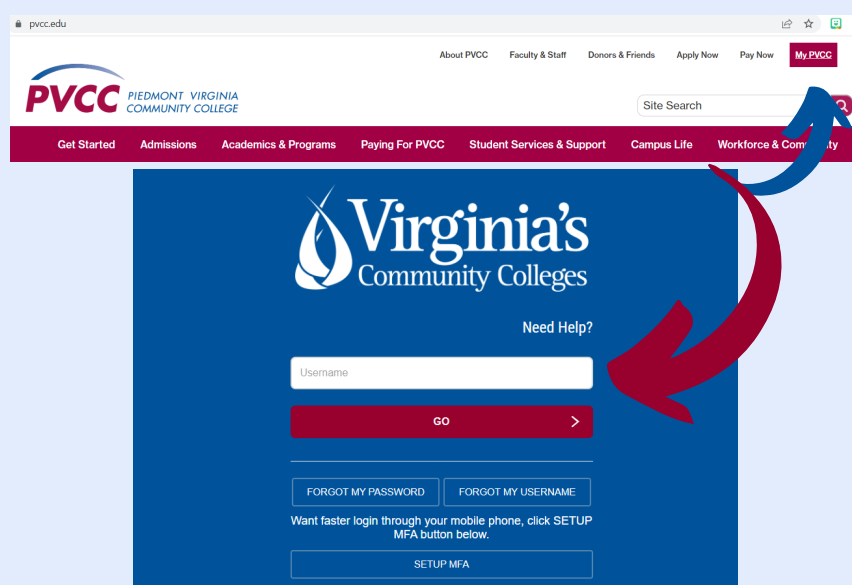 pvcc.edu
About PVCC Faculty & Staff Donors & Friends Apply Now Pay Now My PVCC
PVCC PIEDMONT VIRGINIA
COMMUNITY COLLEGE
Site Search
Get Started Admissions Academics & Programs Paying For PVCC Student Services & Support Campus Life Workforce & Community
Virginia's
Community Colleges
Need Help?
Username
GO
FORGOT MY PASSWORD FORGOT MY USERNAME
Want faster login through your mobile phone, click SETUP
MFA button below.
SETUP MFA